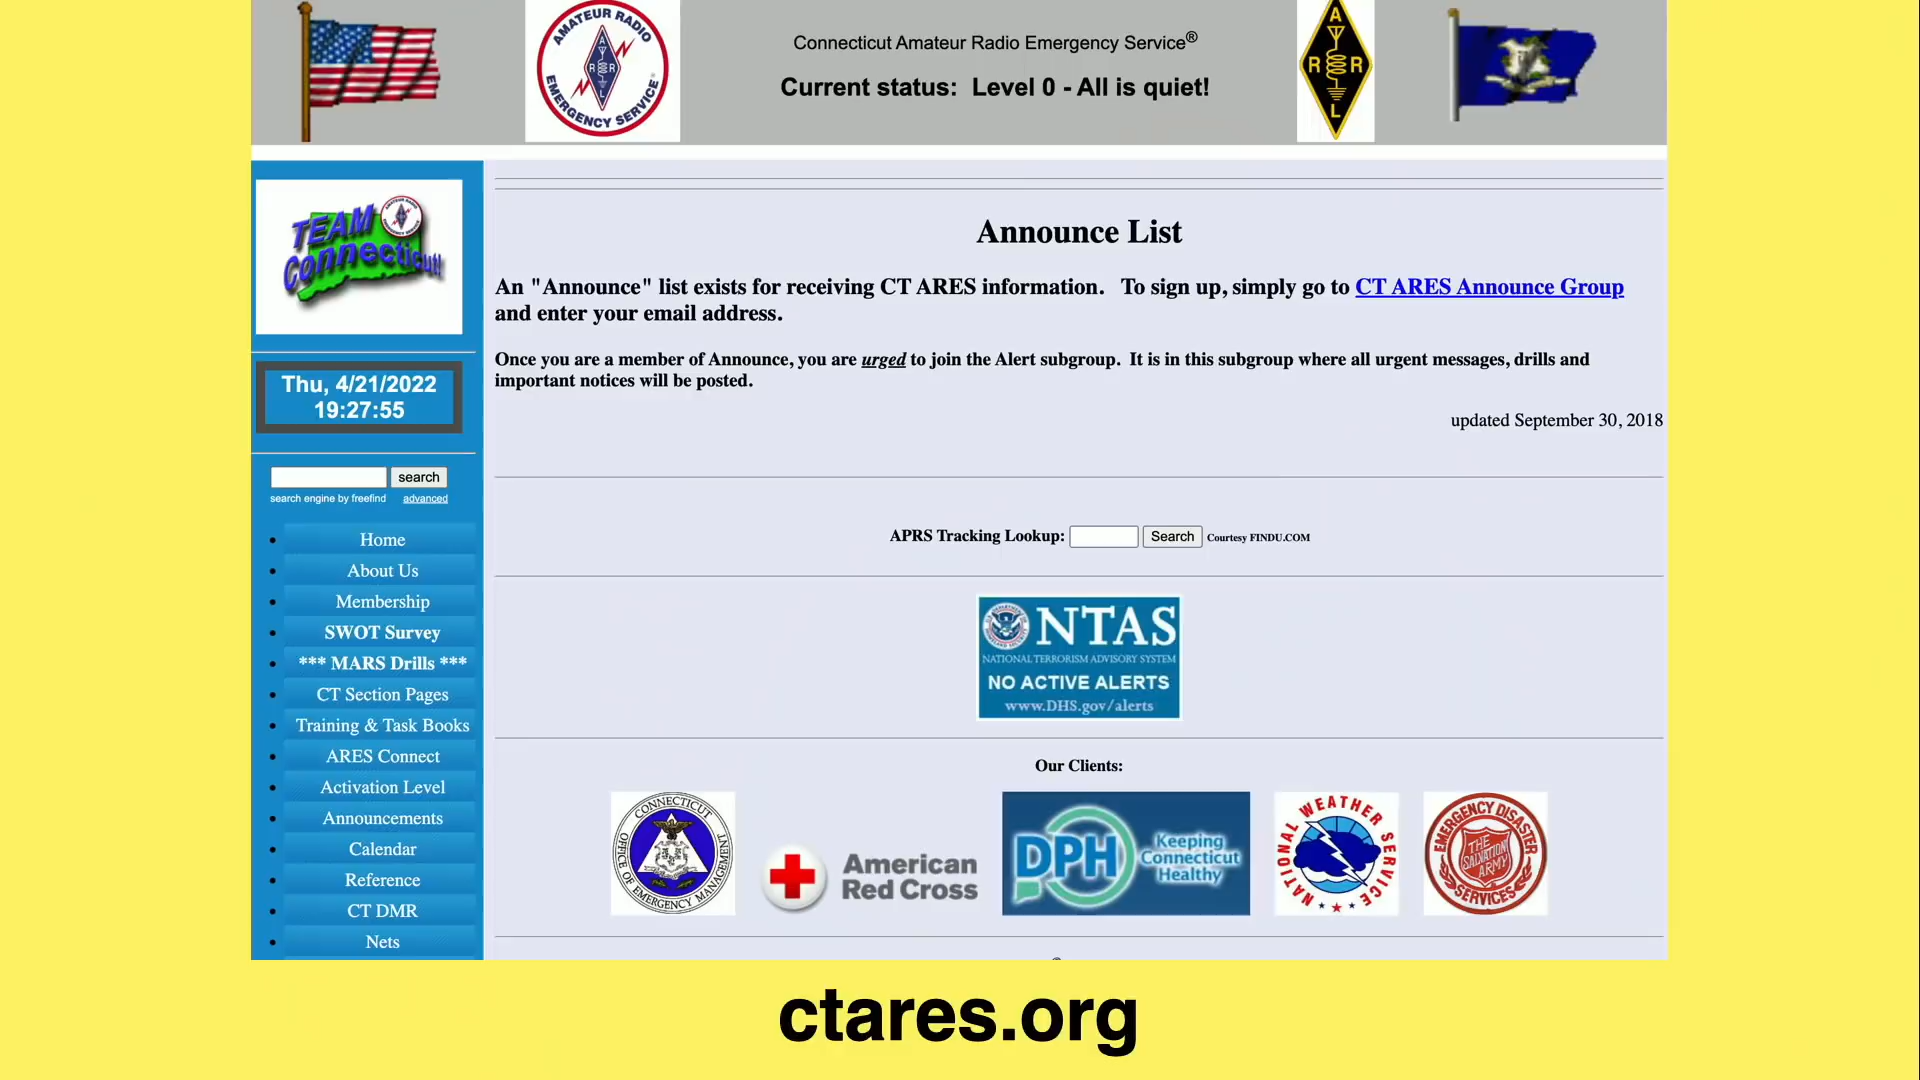 AMATEUR RADIO
EMERGENCY SERVICE
A
R R
L
Connecticut Amateur Radio Emergency Service®
Current status:  Level 0 - All is quiet!
A
R R
L
TEAM
Connecticut!
Thu, 4/21/2022
19:27:55
search
search engine by freefind advanced
Home
About Us
Membership
SWOT Survey
*** MARS Drills ***
CT Section Pages
Training & Task Books
ARES Connect
Activation Level
Announcements
Calendar
Reference
CT DMR
Nets
Announce List
An "Announce" list exists for receiving CT ARES information.   To sign up, simply go to CT ARES Announce Group
and enter your email address.
Once you are a member of Announce, you are urged to join the Alert subgroup.  It is in this subgroup where all urgent messages, drills and
important notices will be posted.
updated September 30, 2018
APRS Tracking Lookup: Search Courtesy FINDU.COM
NTAS
NATIONAL TERRORISM ADVISORY SYSTEM
NO ACTIVE ALERTS
www.DHS.gov/alerts
Our Clients:
CONNECTICUT
OFFICE OF EMERGENCY MANAGEMENT
American
Red Cross
DPH
Keeping
Connecticut
Healthy
NATIONAL WEATHER SERVICE
EMERGENCY DISASTER
THE
SALVATION
ARMY
SERVICES
ctares.org